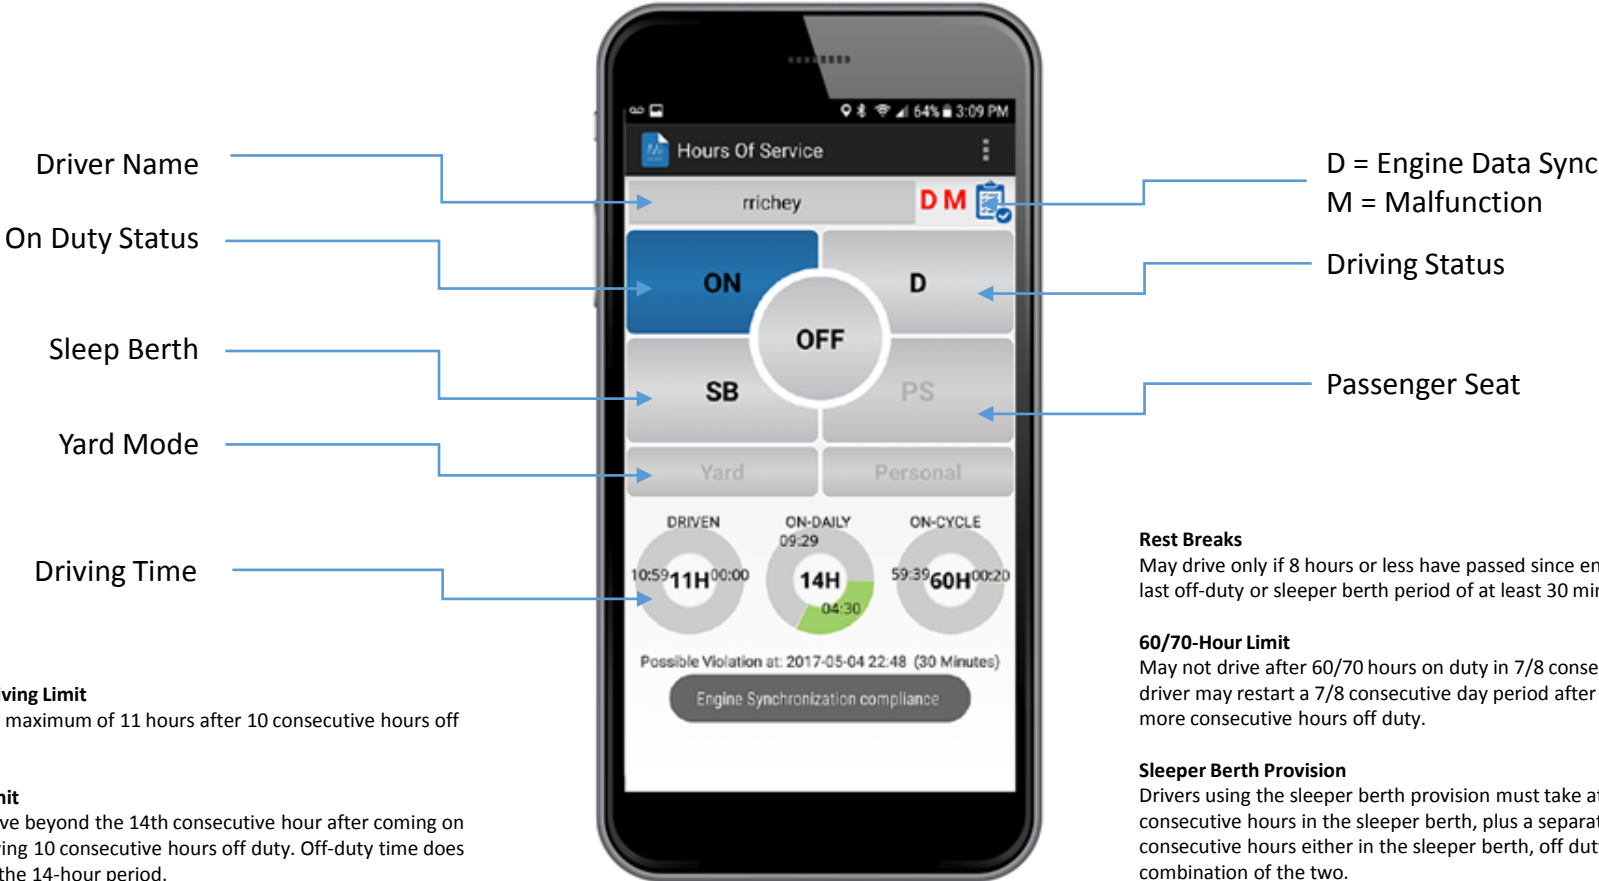 Driver Name
On Duty Status
Sleep Berth
Yard Mode
Driving Time
64% 3:09 PM
Hours Of Service
rrichey
D M
ON
D
OFF
SB
PS
Yard
Personal
DRIVEN
10:59 11H 00:00
ON-DAILY
09:29
14H
04:30
ON-CYCLE
59:39 60H 00:20
Possible Violation at: 2017-05-04 22:48 (30 Minutes)
Engine Synchronization compliance
D = Engine Data Sync
M = Malfunction
Driving Status
Passenger Seat
Limit
maximum of 11 hours after 10 consecutive hours off
beyond the 14th consecutive hour after coming on
10 consecutive hours off duty. Off-duty time does
the 14-hour period.
Rest Breaks
May drive only if 8 hours or less have passed since
last off-duty or sleeper berth period of at least 30
60/70-Hour Limit
May not drive after 60/70 hours on duty in 7/8
driver may restart a 7/8 consecutive day period after
more consecutive hours off duty.
Sleeper Berth Provision
Drivers using the sleeper berth provision must take
consecutive hours in the sleeper berth, plus a
consecutive hours either in the sleeper berth, off
combination of the two.